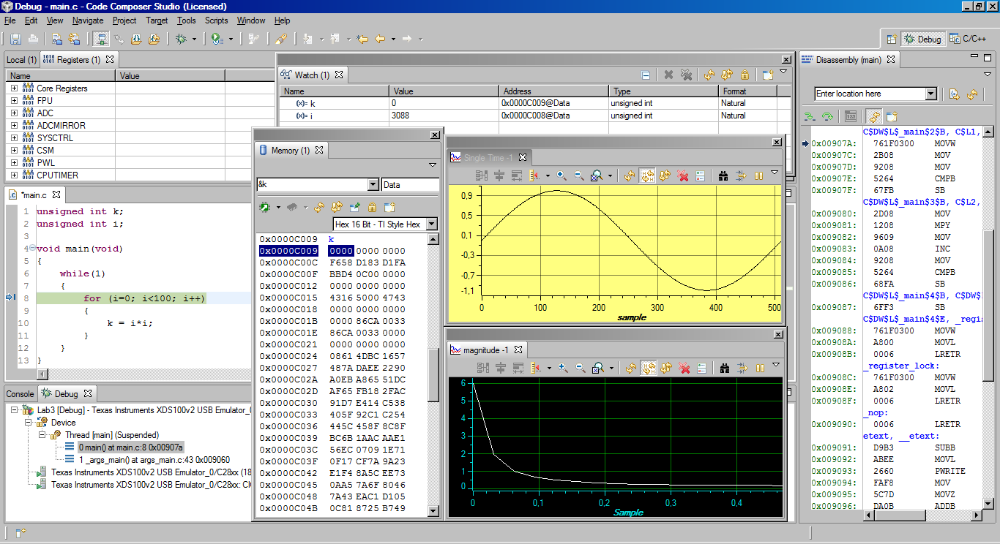 Debug - main.c - Code Composer Studio (Licensed)
File Edit View Navigate Project Target Tools Scripts Window Help
Debug C/C++
Local (1) Registers (1)
Name Value
Core Registers
FPU
ADC
ADCMIRROR
SYSCTRL
CSM
PWL
CPUTIMER
Watch (1)
Name Value Address Type Format
(x)= k 0 0x0000C009@Data unsigned int Natural
(x)= i 3088 0x0000C008@Data unsigned int Natural
*main.c
1 unsigned int k;
2 unsigned int i;
3
4 void main(void)
5 {
6 while(1)
7 {
8 for (i=0; i<100; i++)
9 {
10 k = i*i;
11 }
12 }
13 }
Console Debug
Lab3 [Debug] - Texas Instruments XDS100v2 USB Emulator_0
Device
Thread [main] (Suspended)
0 main() at main.c:8 0x00907a
1 _args_main() at args_main.c:43 0x009060
Texas Instruments XDS100v2 USB Emulator_0/C28xx (18
Texas Instruments XDS100v2 USB Emulator_0/C28xx: CIO
Memory (1)
&k Data
Hex 16 Bit - TI Style Hex
0x0000C009 k
0x0000C009 0000 0000 0000
0x0000C00C F658 D183 D1FA
0x0000C00F BBD4 0C00 0000
0x0000C012 0000 0000 0000
0x0000C015 4316 5000 4743
0x0000C018 0000 0000 0000
0x0000C01B 0000 86CA 0033
0x0000C01E 86CA 0033 0000
0x0000C021 0000 0000 0000
0x0000C024 0861 4DBC 1657
0x0000C027 487A DAEE 2290
0x0000C02A A0EB A865 51DC
0x0000C02D AF65 FB18 2FAC
0x0000C030 91D7 E414 C538
0x0000C033 405F 92C1 C254
0x0000C036 445C 458F 8C8F
0x0000C039 BC6B 1AAC AAE1
0x0000C03C 56EC 0709 1E71
0x0000C03F 0F17 CF7A 9A23
0x0000C042 E1F4 8A5C EE73
0x0000C045 0AA5 7A6F 8046
0x0000C048 7A43 EAC1 D105
0x0000C04B 0C81 8725 B749
Single Time -1
0,9
0,5
0,1
-0,3
-0,7
-1,1
0 100 200 300 400 500
sample
magnitude -1
6
5
4
3
2
1
0
0 0,1 0,2 0,3 0,4
Sample
Disassembly (main)
Enter location here
C$DW$L$_main$2$B, C$L1,
0x00907A: 761F0300 MOVW
0x00907C: 2B08 MOV
0x00907D: 9208 MOV
0x00907E: 5264 CMPB
0x00907F: 67FB SB
C$DW$L$_main$3$B, C$L2,
0x009080: 2D08 MOV
0x009081: 1208 MPY
0x009082: 9609 MOV
0x009083: 0A08 INC
0x009084: 9208 MOV
0x009085: 5264 CMPB
0x009086: 68FA SB
C$DW$L$_main$4$B, C$DW$
0x009087: 6FF3 SB
C$DW$L$_main$4$E, _regis
0x009088: 761F0300 MOVW
0x00908A: A800 MOVL
0x00908B: 0006 LRETR
_register_lock:
0x00908C: 761F0300 MOVW
0x00908E: A802 MOVL
0x00908F: 0006 LRETR
_nop:
0x009090: 0006 LRETR
etext, __etext:
0x009091: D9B3 SUBB
0x009092: ABEE MOVL
0x009093: 2660 PWRITE
0x009094: FAF8 MOV
0x009095: 5C7D MOVZ
0x009096: DA0B ADDB